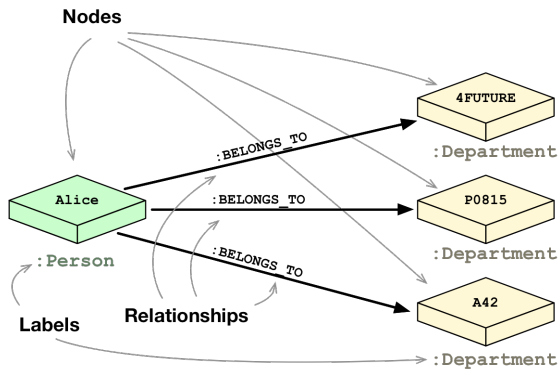 Nodes
4FUTURE
:BELONGS_TO
:Department
Alice
:BELONGS_TO
P0815
:Person
:BELONGS_TO
:Department
Labels
Relationships
A42
:Department